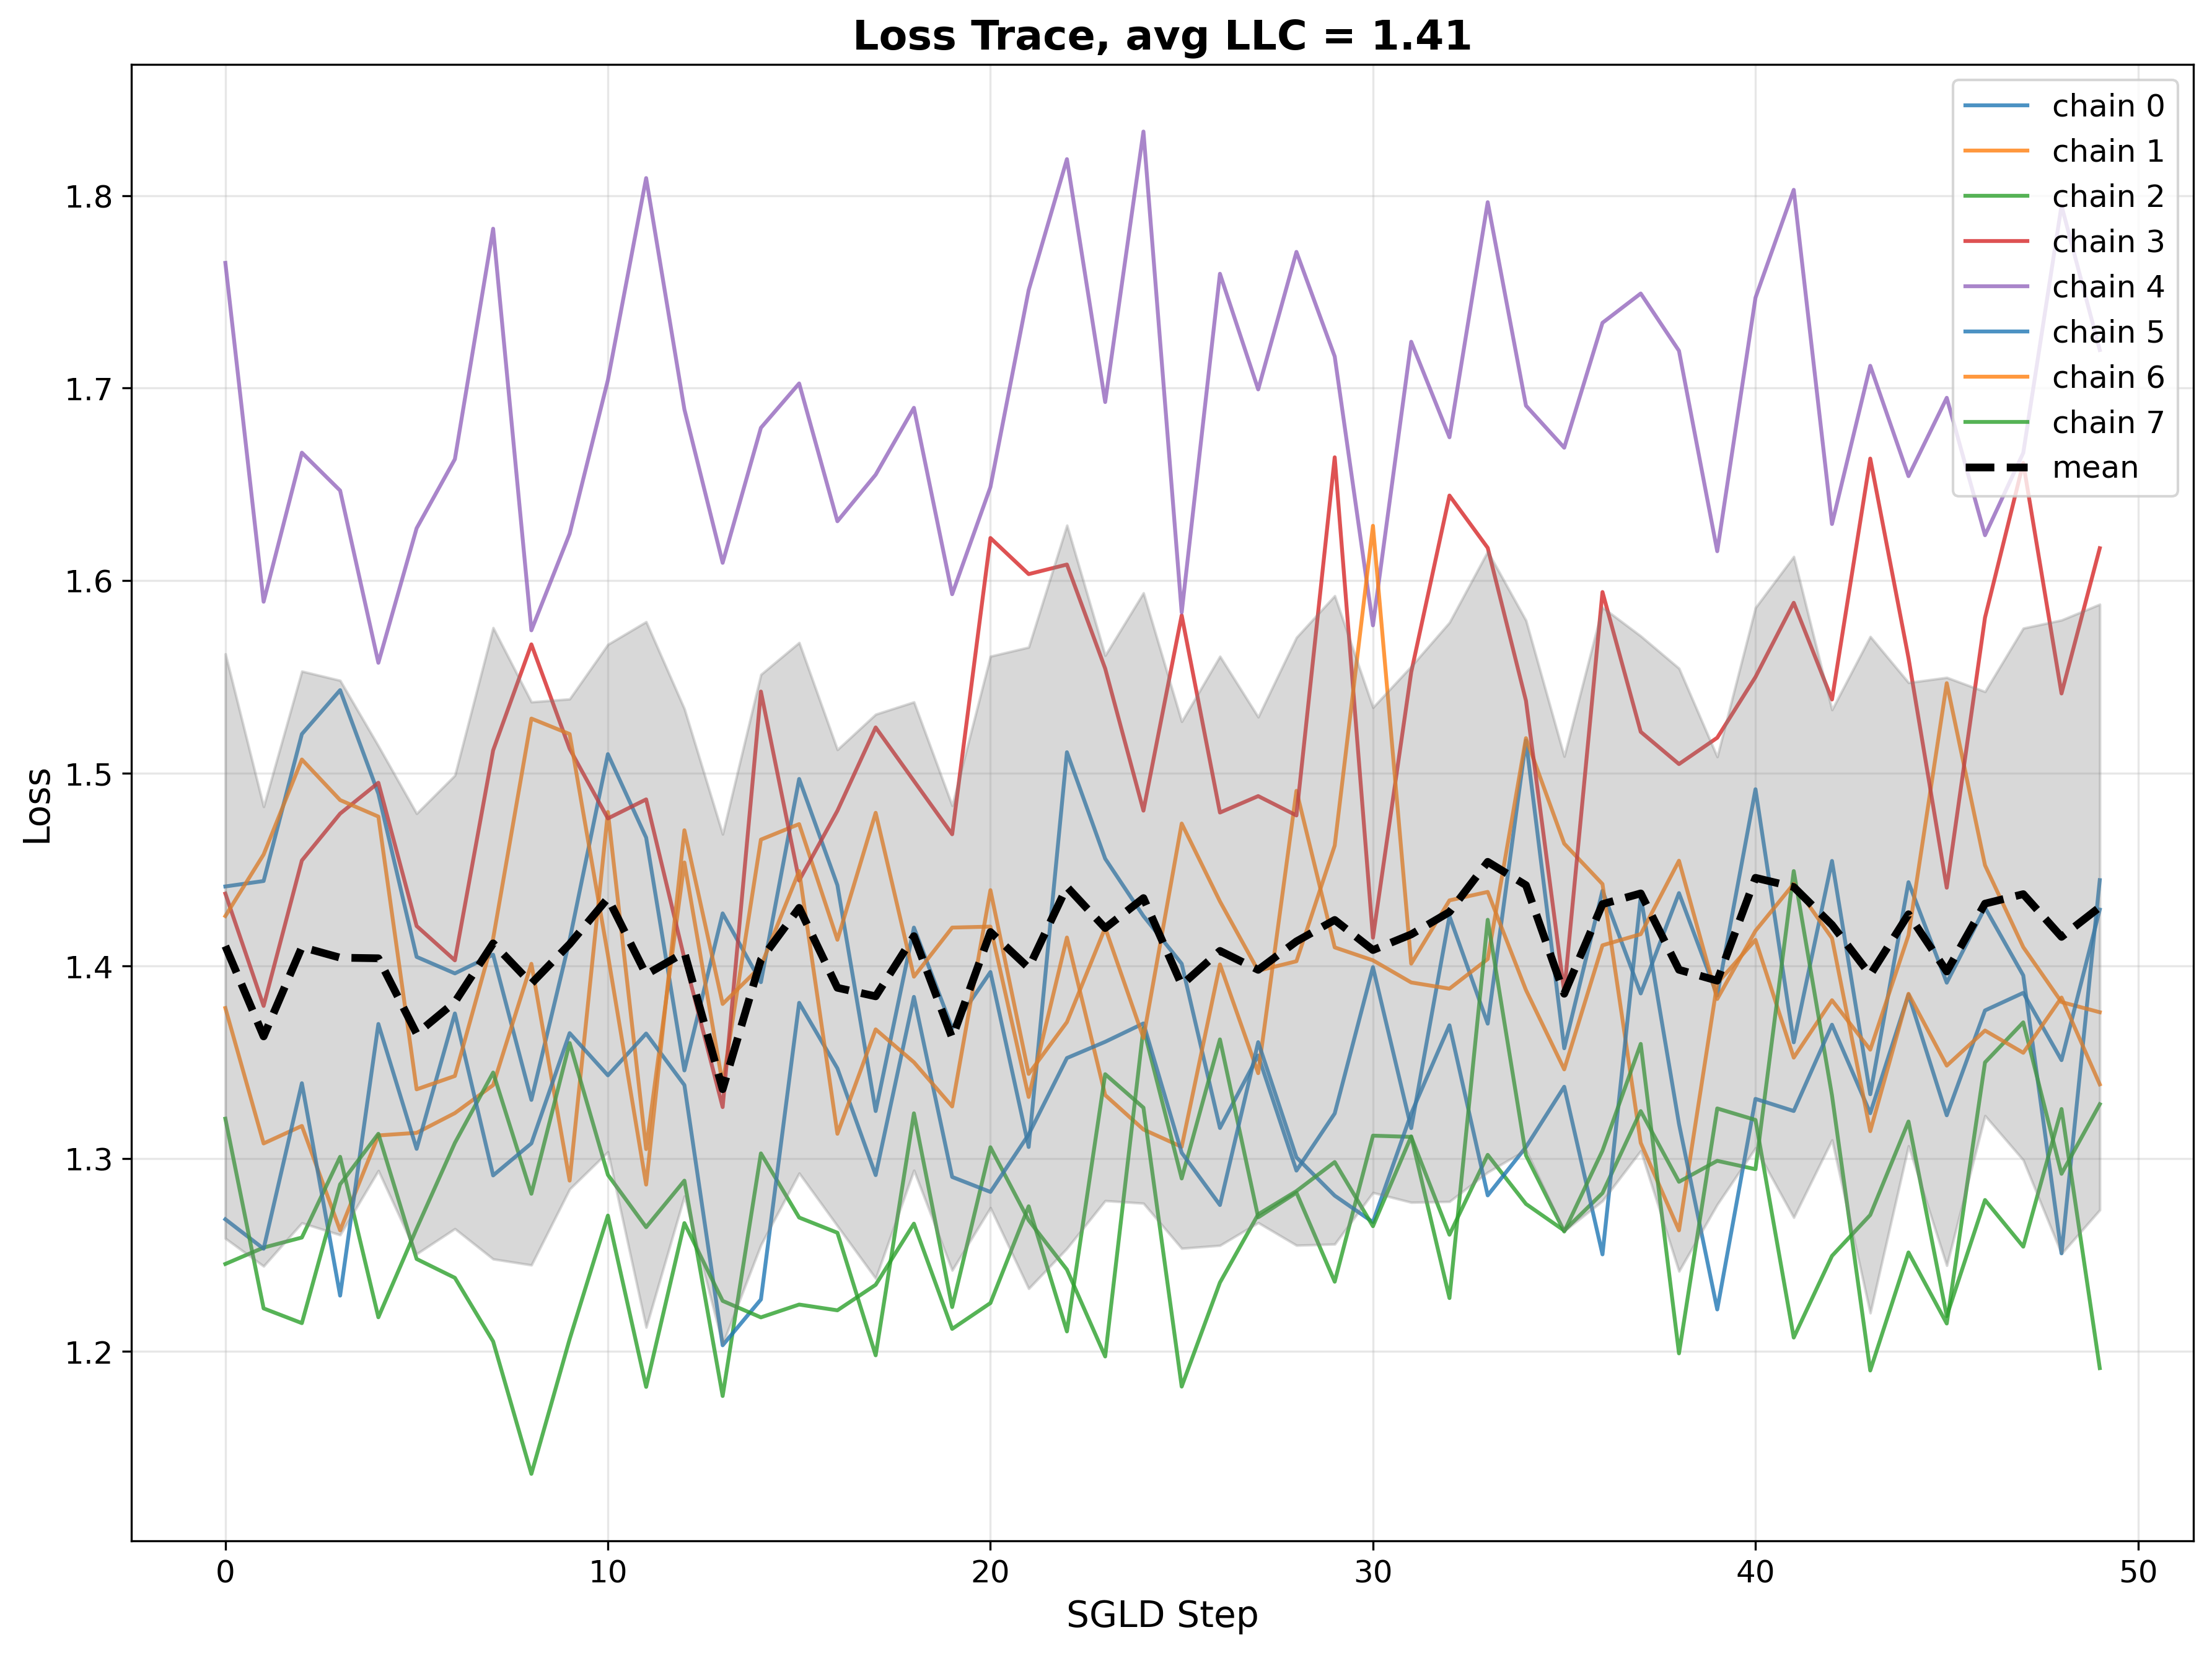 Loss Trace, avg LLC = 1.41
chain 0
chain 1
chain 2
chain 3
chain 4
chain 5
chain 6
chain 7
mean
Loss
1.8
1.7
1.6
1.5
1.4
1.3
1.2
0 10 20 30 40 50
SGLD Step